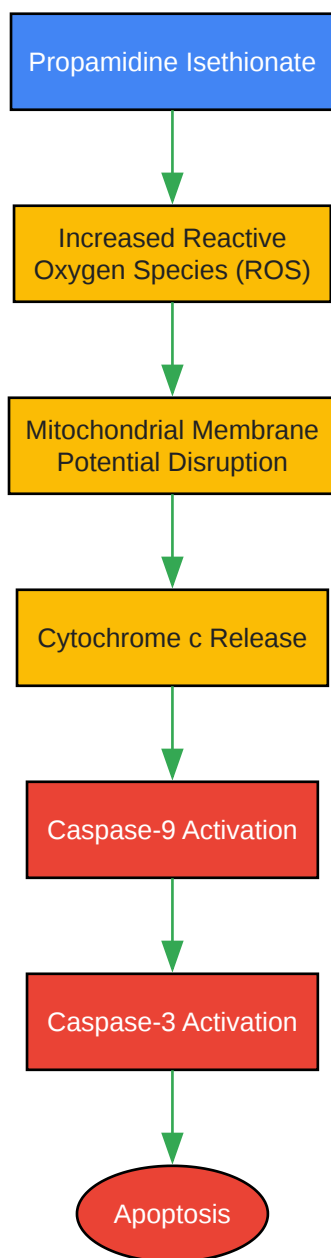 Propamidine Isethionate
Increased Reactive
Oxygen Species (ROS)
Mitochondrial Membrane
Potential Disruption
Cytochrome c Release
Caspase-9 Activation
Caspase-3 Activation
Apoptosis